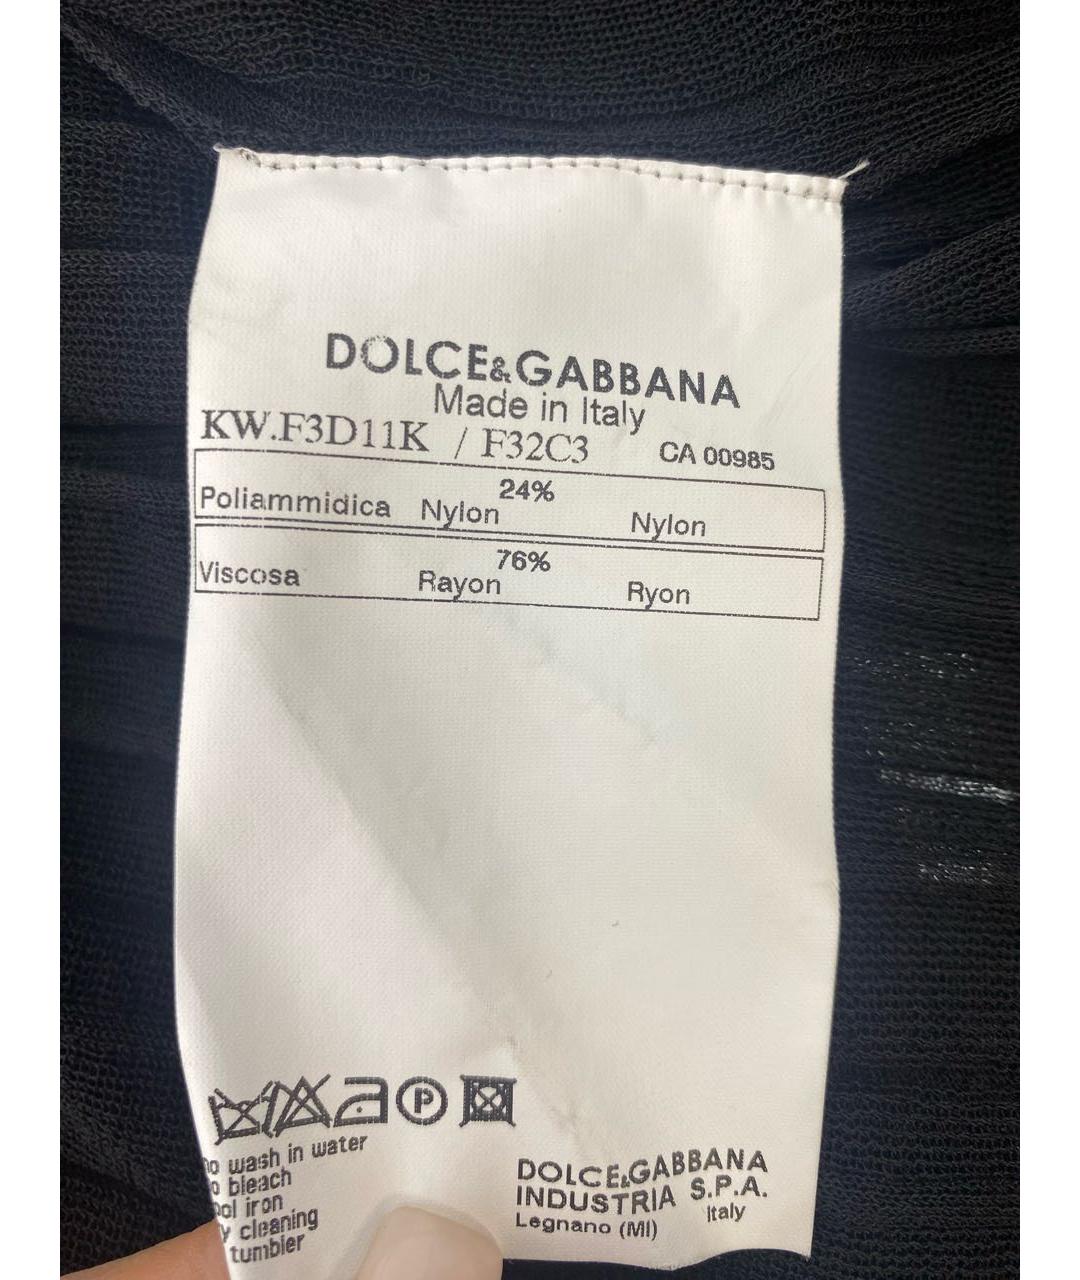 DOLCE&GABBANA
Made in Italy
KW.F3D11K / F32C3 CA 00985
24%
Poliammidica Nylon Nylon
76%
Viscosa Rayon Ryon
P
wash in water
bleach
iron
cleaning
tumbler
DOLCE&GABBANA
INDUSTRIA S.P.A.
Legnano (MI) Italy